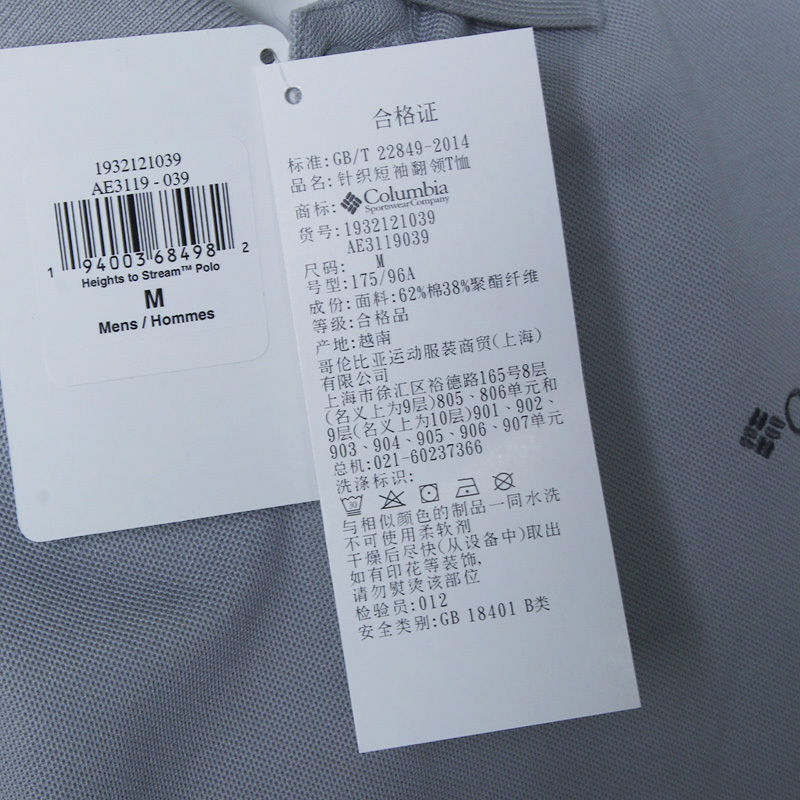 1932121039
AE3119 - 039
1 94003 68498 2
Heights to Stream™ Polo
M
Mens / Hommes
合格证
标准:GB/T 22849-2014
品名:针织短袖翻领T恤
商标:Columbia
Sportswear Company
货号:1932121039
AE3119039
尺码: M
号型:175/96A
成份:面料:62%棉38%聚酯纤维
等级:合格品
产地:越南
哥伦比亚运动服装商贸(上海)
有限公司
上海市徐汇区裕德路165号8层
(名义上为9层)805、806单元和
9层(名义上为10层)901、902、
903、904、905、906、907单元
总机:021-60237366
洗涤标识:
30
与相似颜色的制品一同水洗
不可使用柔软剂
干燥后尽快(从设备中)取出
如有印花等装饰,
请勿熨烫该部位
检验员:012
安全类别:GB 18401 B类